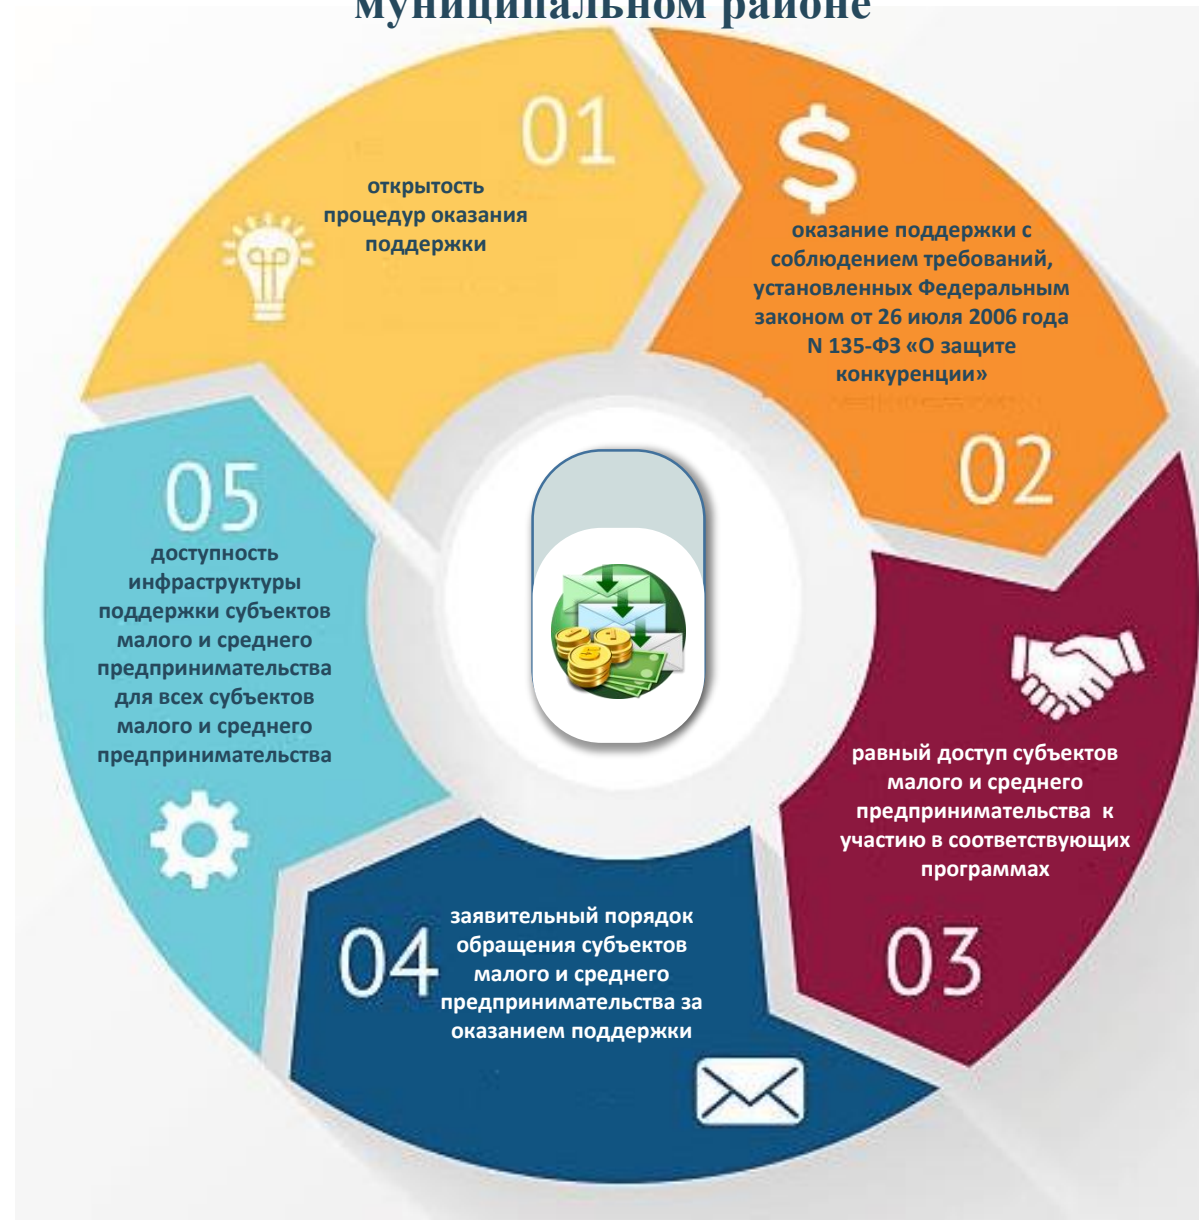 муниципальном районе
01
открытость
процедур оказания
поддержки
$
оказание поддержки с
соблюдением требований,
установленных Федеральным
законом от 26 июля 2006 года
N 135-ФЗ «О защите
конкуренции»
02
равный доступ субъектов
малого и среднего
предпринимательства к
участию в соответствующих
программах
03
04
заявительный порядок
обращения субъектов
малого и среднего
предпринимательства за
оказанием поддержки
05
доступность
инфраструктуры
поддержки субъектов
малого и среднего
предпринимательства
для всех субъектов
малого и среднего
предпринимательства